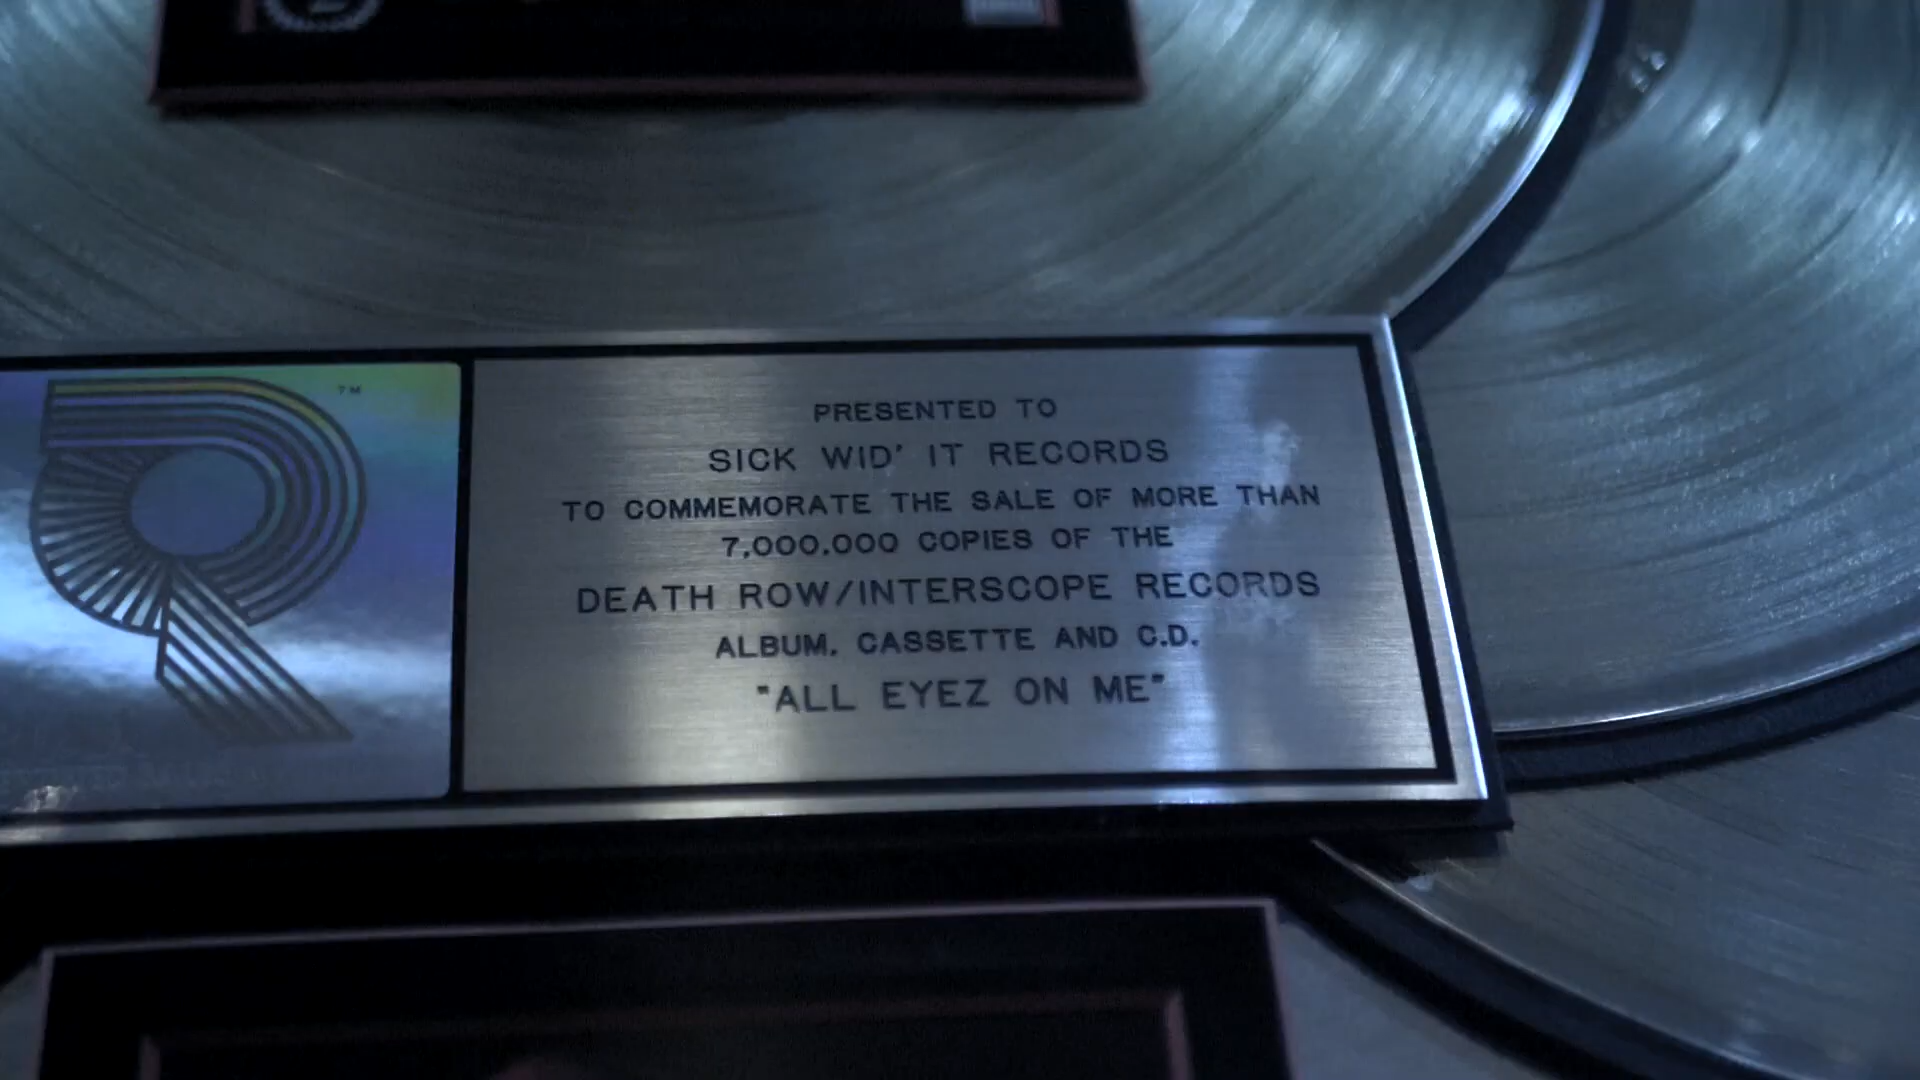 TM
PRESENTED TO
SICK WID' IT RECORDS
TO COMMEMORATE THE SALE OF MORE THAN
7,000,000 COPIES OF THE
DEATH ROW/INTERSCOPE RECORDS
ALBUM, CASSETTE AND C.D.
"ALL EYEZ ON ME"